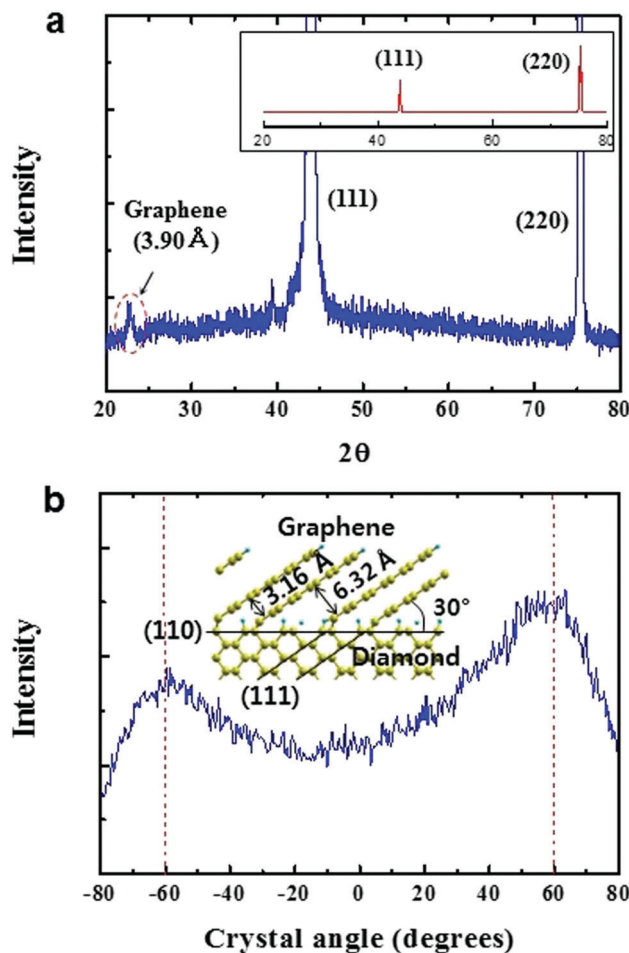 a
(111)
(220)
20 40 60 80
Graphene
(3.90 Å)
(111)
(220)
Intensity
20 30 40 50 60 70 80
2θ
b
Graphene
3.16 Å
6.32 Å
30°
(110)
Diamond
(111)
Intensity
-80 -60 -40 -20 0 20 40 60 80
Crystal angle (degrees)